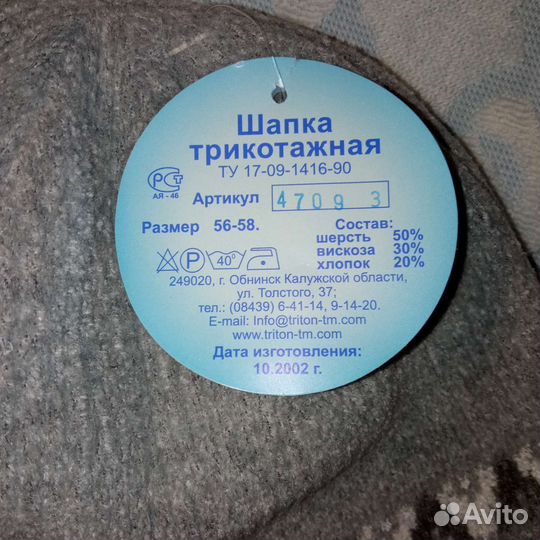 Шапка
трикотажная
ТУ 17-09-1416-90
РСТ
АЯ - 46
Артикул 4709 3
Размер 56-58.
Состав:
шерсть 50%
вискоза 30%
хлопок 20%
P 40°
249020, г. Обнинск Калужской области,
ул. Толстого, 37;
тел.: (08439) 6-41-14, 9-14-20.
E-mail: Info@triton-tm.com
www.triton-tm.com
Дата изготовления:
10.2002 г.
Avito